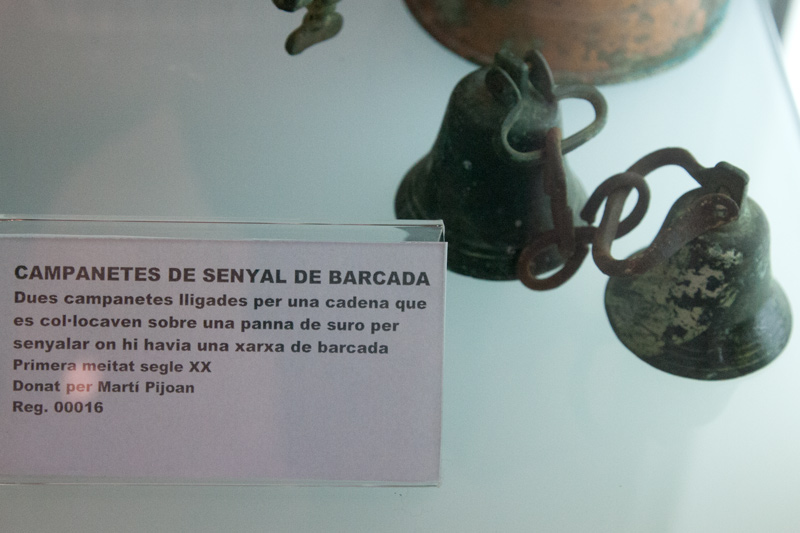 CAMPANETES DE SENYAL DE BARCADA
Dues campanetes lligades per una cadena que
es col·locaven sobre una panna de suro per
senyalar on hi havia una xarxa de barcada
Primera meitat segle XX
Donat per Martí Pijoan
Reg. 00016